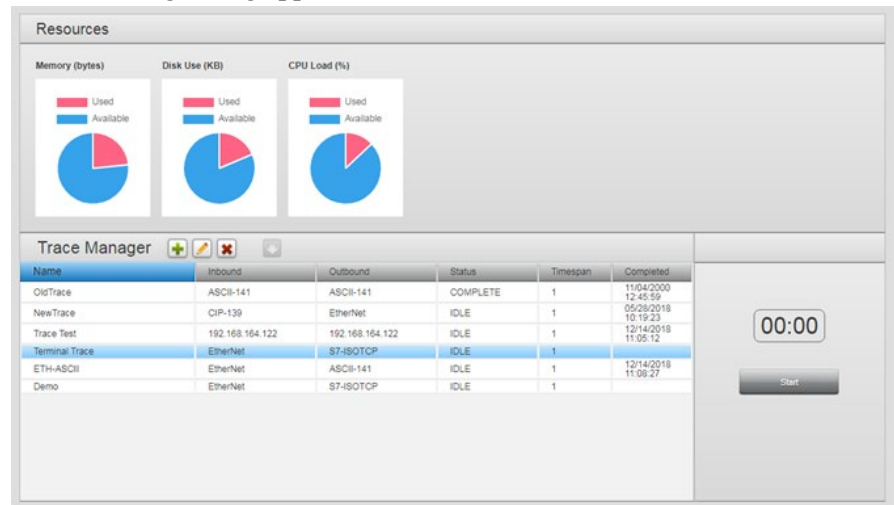 Resources
Memory (bytes) Disk Use (KB) CPU Load (%)
Used Used Used
Available Available Available
Trace Manager
Name Inbound Outbound Status Timespan Completed
OldTrace ASCII-141 ASCII-141 COMPLETE 1 11/04/2000 12:45:59
NewTrace CIP-139 EtherNet IDLE 1 05/28/2018 10:19:23
Trace Test 192.168.164.122 192.168.164.122 IDLE 1 12/14/2018 11:05:12
Terminal Trace EtherNet S7-ISOTCP IDLE 1
ETH-ASCII EtherNet ASCII-141 IDLE 1 12/14/2018 11:08:27
Demo EtherNet S7-ISOTCP IDLE 1
00:00
Start